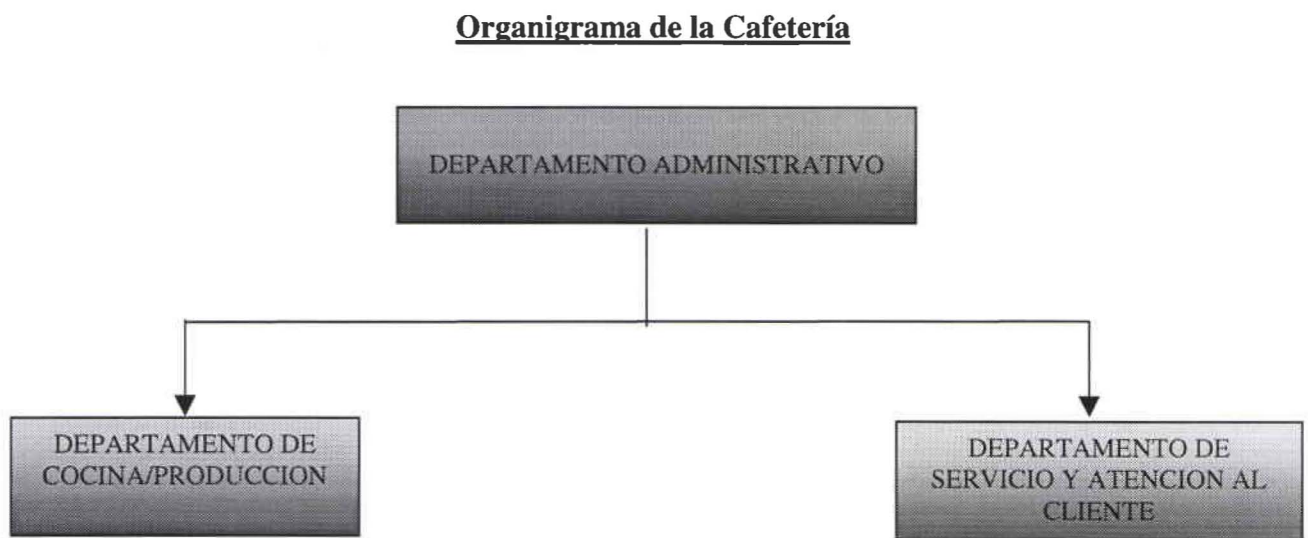 Organigrama de la Cafetería
DEPARTAMENTO ADMINISTRATIVO
DEPARTAMENTO DE
COCINA/PRODUCCION
DEPARTAMENTO DE
SERVICIO Y ATENCION AL
CLIENTE